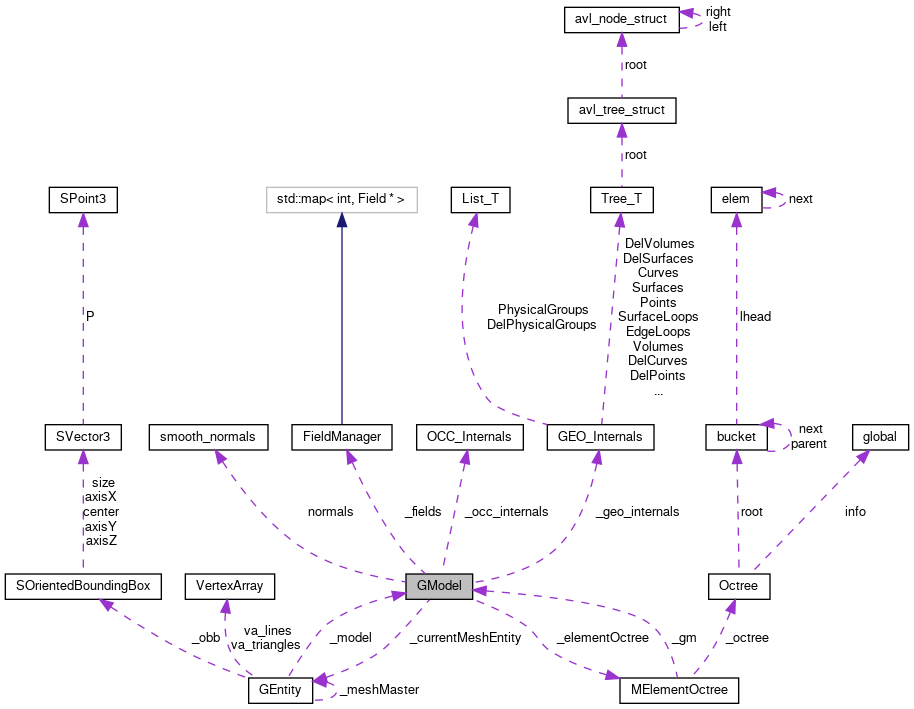 avl_node_struct
right
left
root
avl_tree_struct
root
SPoint3
std::map< int, Field * >
List_T
Tree_T
elem
next
P
PhysicalGroups
DelPhysicalGroups
DelVolumes
DelSurfaces
Curves
Surfaces
Points
SurfaceLoops
EdgeLoops
Volumes
DelCurves
DelPoints
...
lhead
SVector3
smooth_normals
FieldManager
OCC_Internals
GEO_Internals
bucket
next
parent
global
size
axisX
center
axisY
axisZ
normals
_fields
_occ_internals
_geo_internals
root
info
SOrientedBoundingBox
VertexArray
GModel
Octree
_obb
va_lines
va_triangles
_model
_currentMeshEntity
_elementOctree
_gm
_octree
GEntity
_meshMaster
MElementOctree